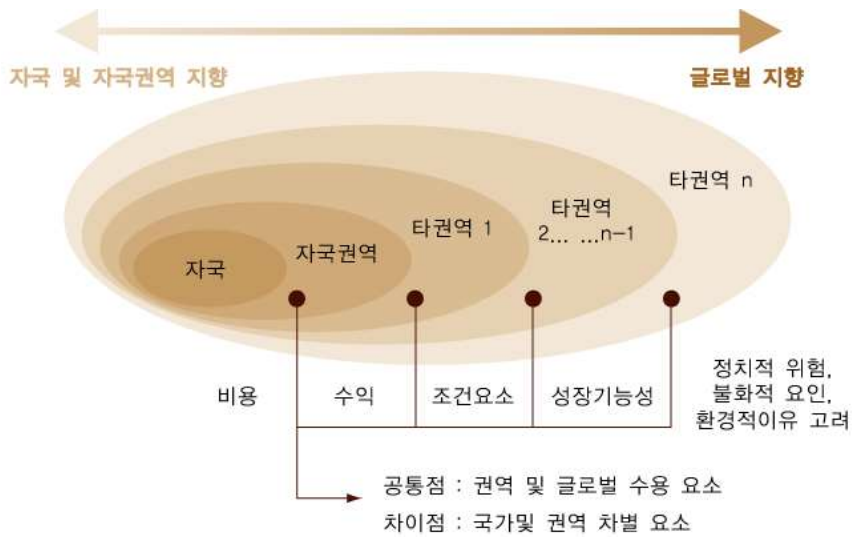 자국 및 자국권역 지향
글로벌 지향
타권역 n
타권역
2... ...n-1
타권역 1
자국권역
자국
비용
수익
조건요소
성장기능성
정치적 위험,
불화적 요인,
환경적이유 고려
공통점 : 권역 및 글로벌 수용 요소
차이점 : 국가및 권역 차별 요소